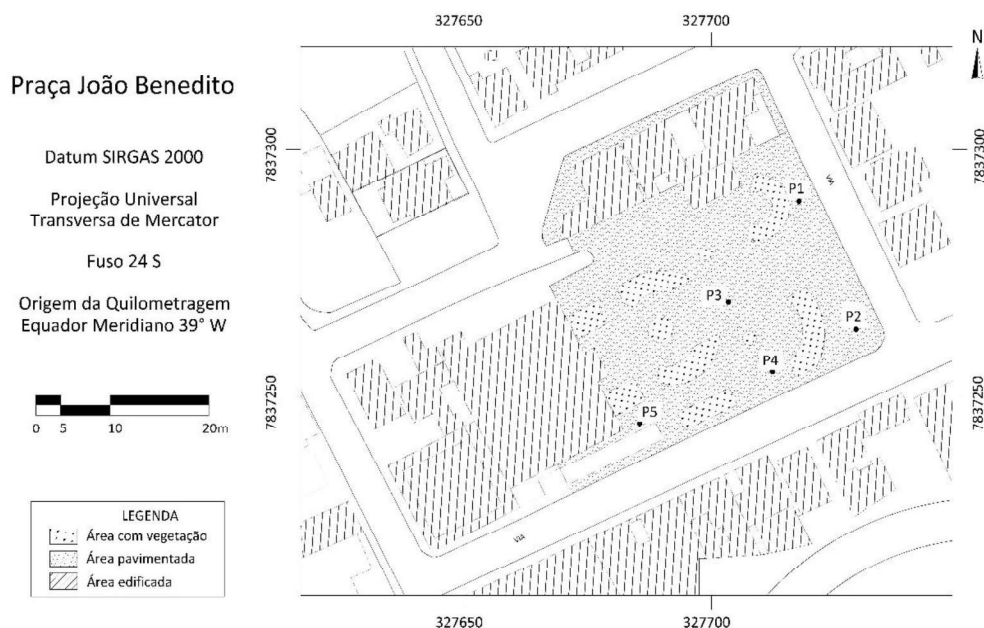 327650
327700
N
Praça João Benedito
Datum SIRGAS 2000
Projeção Universal
Transversa de Mercator
Fuso 24 S
Origem da Quilometragem
Equador Meridiano 39° W
0 5 10 20m
LEGENDA
Área com vegetação
Área pavimentada
Área edificada
7837300
7837300
7837250
7837250
P1
P2
P3
P4
P5
327650
327700